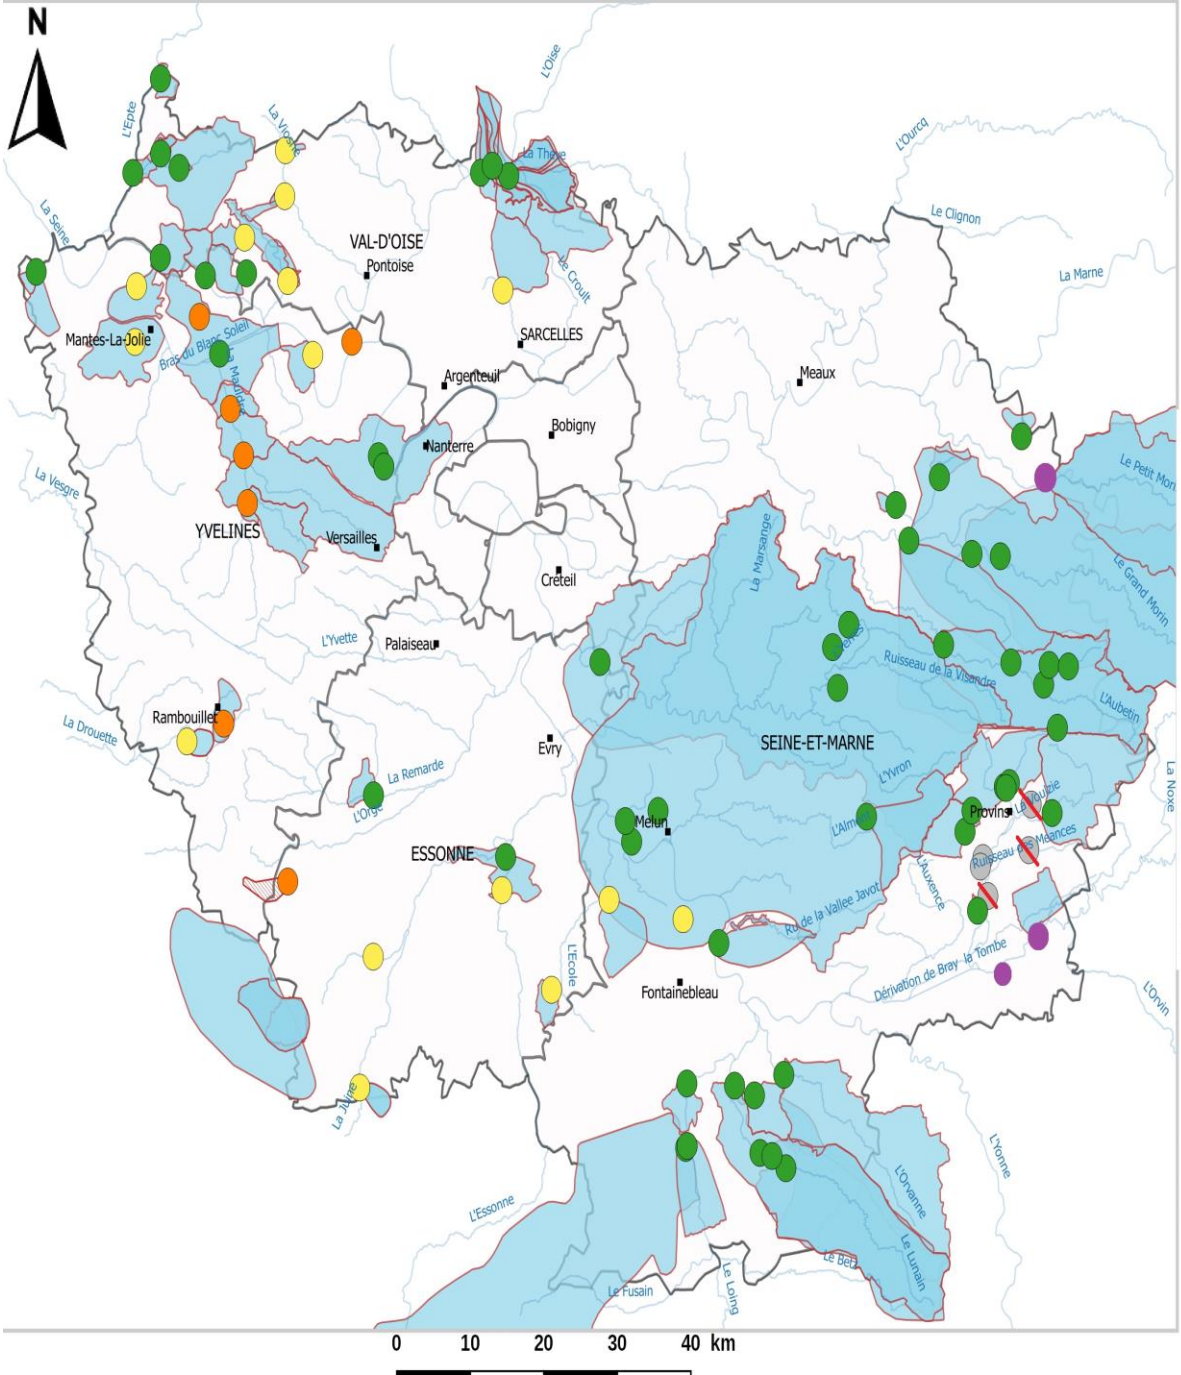 N
L'Oise
L'Epte
La Viosne
L'Ourcq
La Thève
La Seine
Le Clignon
VAL-D'OISE
Pontoise
Le Croult
La Marne
Mantes-La-Jolie
Bras du Blanc Soleil
SARCELLES
La Mauldre
Argenteuil
Meaux
Bobigny
Nanterre
La Vesgre
Le Petit Mor
YVELINES
Versailles
La Marsange
Créteil
Le Grand Morin
L'Yvette
Palaiseau
Ruisseau de la Visandre
L'Aubetin
Rambouillet
La Drouette
Evry
SEINE-ET-MARNE
La Remarde
L'Yvron
La Noxe
L'Orge
Provins
La Voulzie
Melun
L'Almont
Ruisseau des Méances
ESSONNE
L'Auxence
Ru de la Vallee Javot
L'Ecole
Dérivation de Bray la Tombe
Fontainebleau
L'Orvin
La Juine
L'Yonne
L'Essonne
L'Orvanne
Le Lunain
Le Betz
Le Loing
Le Fusain
0 10 20 30 40 km